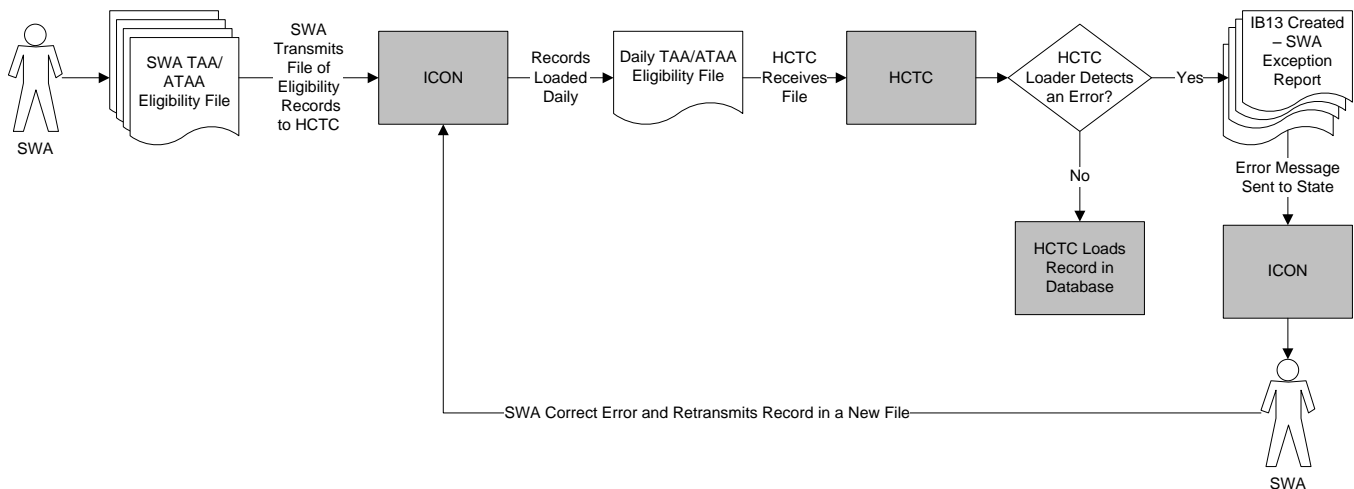 SWA
SWA TAA/
ATAA
Eligibility File
SWA
Transmits
File of
Eligibility
Records
to HCTC
ICON
Records
Loaded
Daily
Daily TAA/ATAA
Eligibility File
HCTC
Receives
File
HCTC
HCTC
Loader Detects
an Error?
Yes
IB13 Created
– SWA
Exception
Report
No
HCTC Loads
Record in
Database
Error Message
Sent to State
ICON
SWA Correct Error and Retransmits Record in a New File
SWA